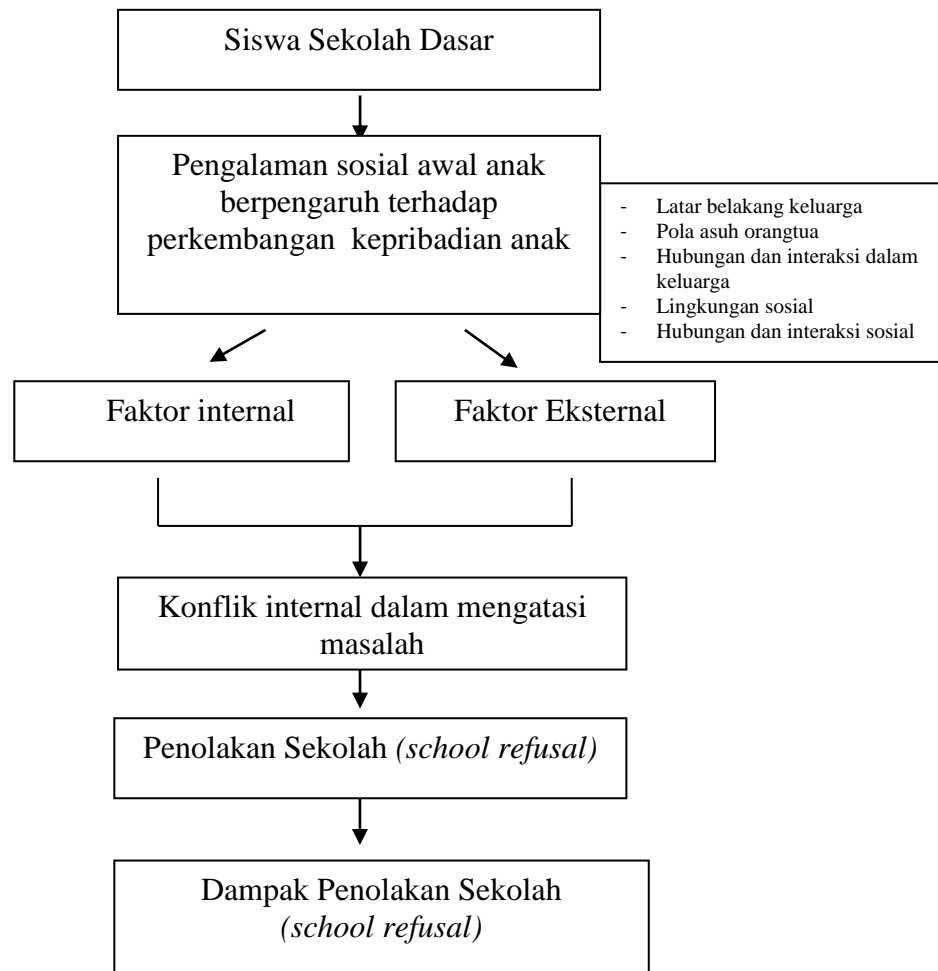 Siswa Sekolah Dasar
Pengalaman sosial awal anak
berpengaruh terhadap
perkembangan kepribadian anak
- Latar belakang keluarga
- Pola asuh orangtua
- Hubungan dan interaksi dalam
keluarga
- Lingkungan sosial
- Hubungan dan interaksi sosial
Faktor internal
Faktor Eksternal
Konflik internal dalam mengatasi
masalah
Penolakan Sekolah (school refusal)
Dampak Penolakan Sekolah
(school refusal)